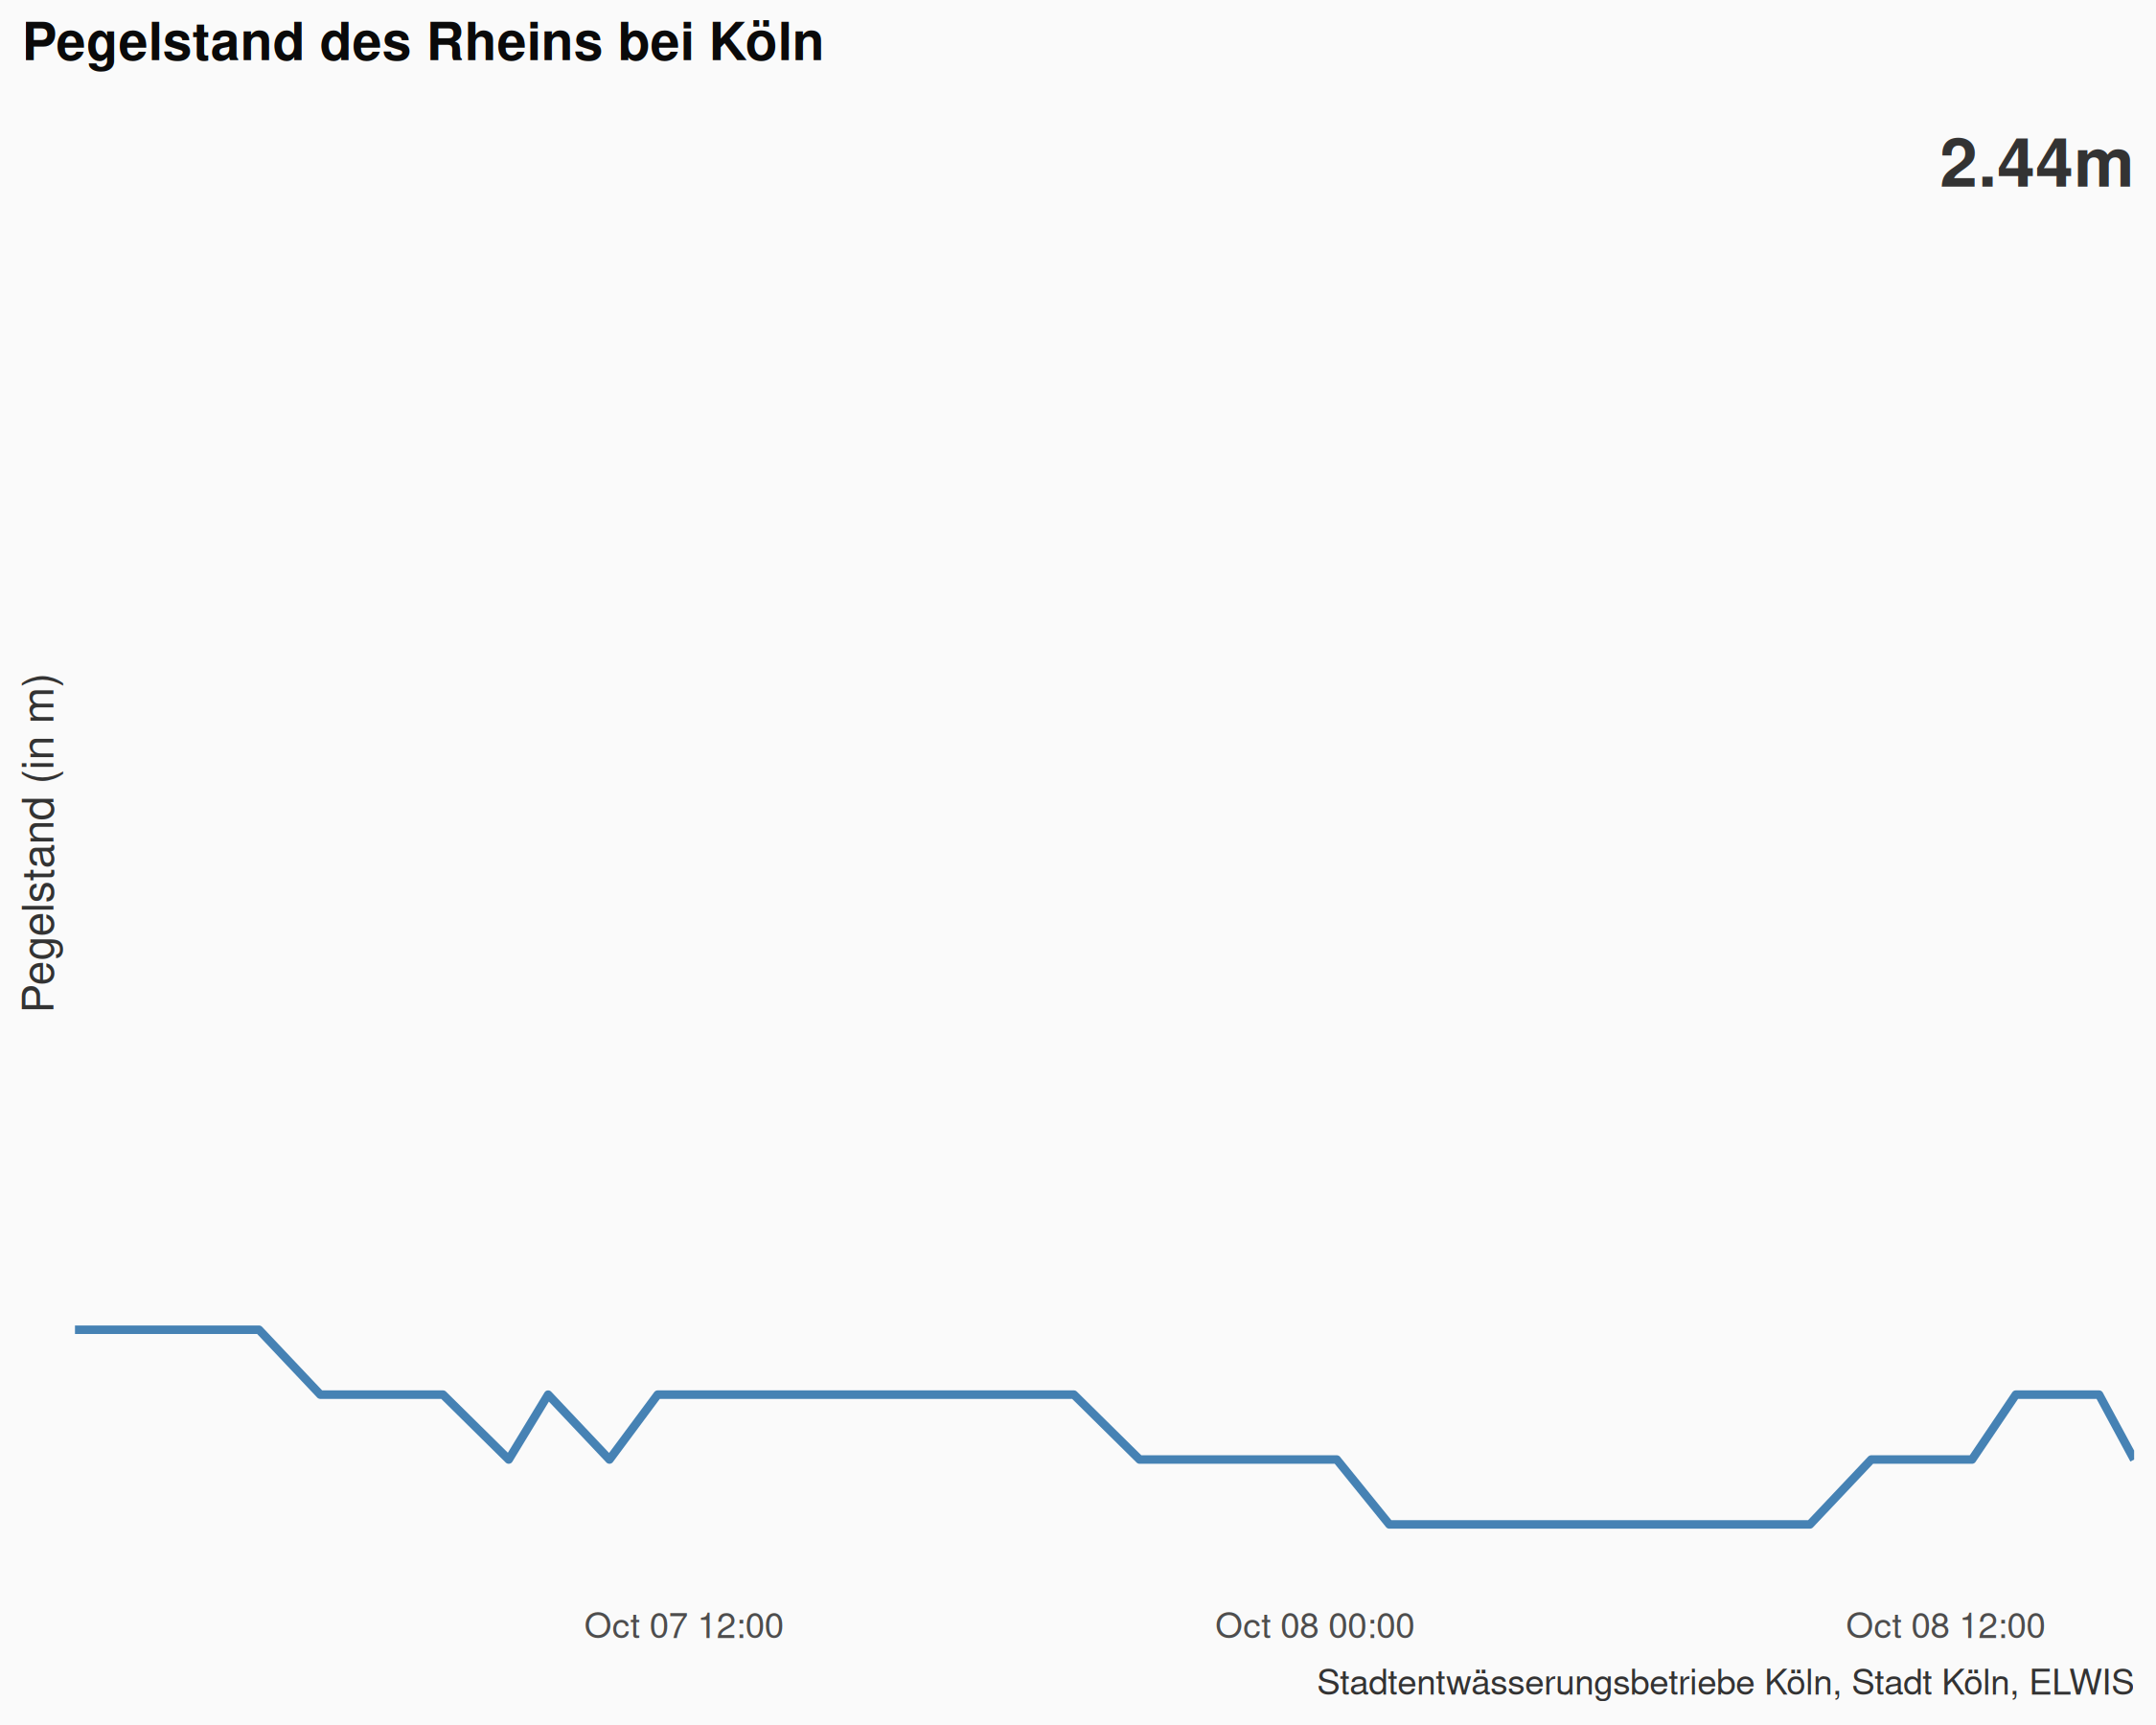 Pegelstand des Rheins bei Köln
2.44m
Pegelstand (in m)
Oct 07 12:00
Oct 08 00:00
Oct 08 12:00
Stadtentwässerungsbetriebe Köln, Stadt Köln, ELWIS